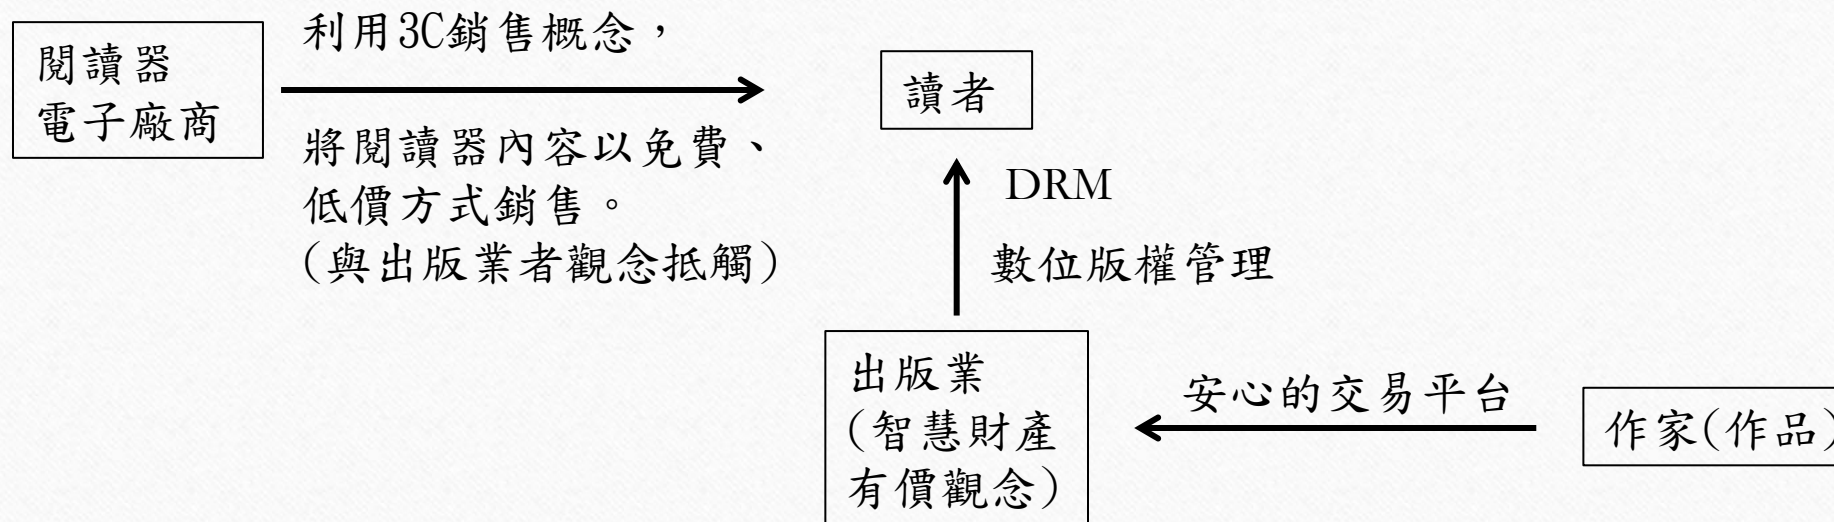 閱讀器
電子廠商
利用3C銷售概念，
將閱讀器內容以免費、
低價方式銷售。
(與出版業者觀念抵觸)
讀者
DRM
數位版權管理
出版業
(智慧財產
有價觀念)
安心的交易平台
作家(作品)